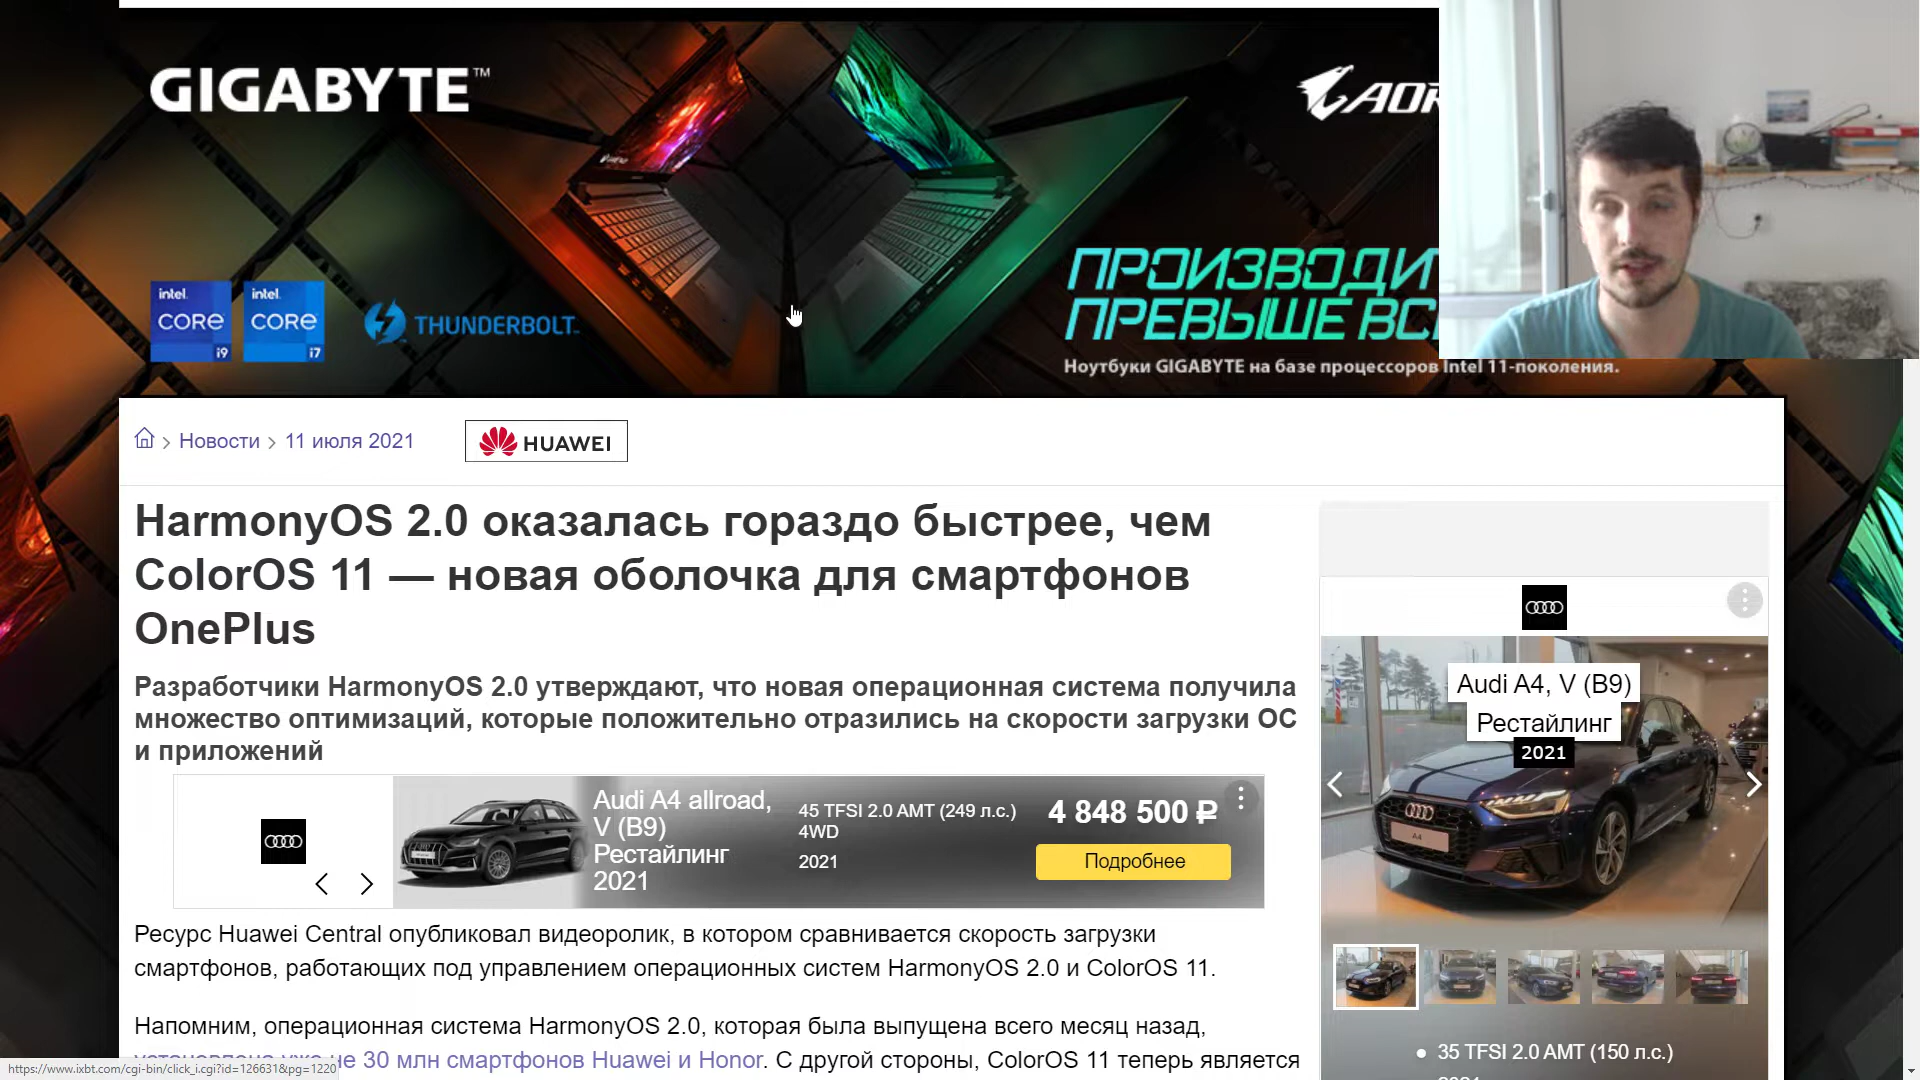 GIGABYTE™
AOR
intel.
CORE
i9
intel.
CORE
i7
THUNDERBOLT™
ПРОИЗВОДИ
ПРЕВЫШЕ ВС
Ноутбуки GIGABYTE на базе процессоров Intel 11-поколения.
Новости
11 июля 2021
HUAWEI
HarmonyOS 2.0 оказалась гораздо быстрее, чем
ColorOS 11 — новая оболочка для смартфонов
OnePlus
Разработчики HarmonyOS 2.0 утверждают, что новая операционная система получила
множество оптимизаций, которые положительно отразились на скорости загрузки ОС
и приложений
Audi A4 allroad,
V (B9)
Рестайлинг
2021
45 TFSI 2.0 AMT (249 л.с.)
4WD
2021
4 848 500 ₽
Подробнее
Ресурс Huawei Central опубликовал видеоролик, в котором сравнивается скорость загрузки
смартфонов, работающих под управлением операционных систем HarmonyOS 2.0 и ColorOS 11.
Напомним, операционная система HarmonyOS 2.0, которая была выпущена всего месяц назад,
установлена уже не 30 млн смартфонов Huawei и Honor. С другой стороны, ColorOS 11 теперь является
Audi A4, V (B9)
Рестайлинг
2021
A4
35 TFSI 2.0 AMT (150 л.с.)
2021
https://www.ixbt.com/cgi-bin/click_i.cgi?id=126631&pg=1220